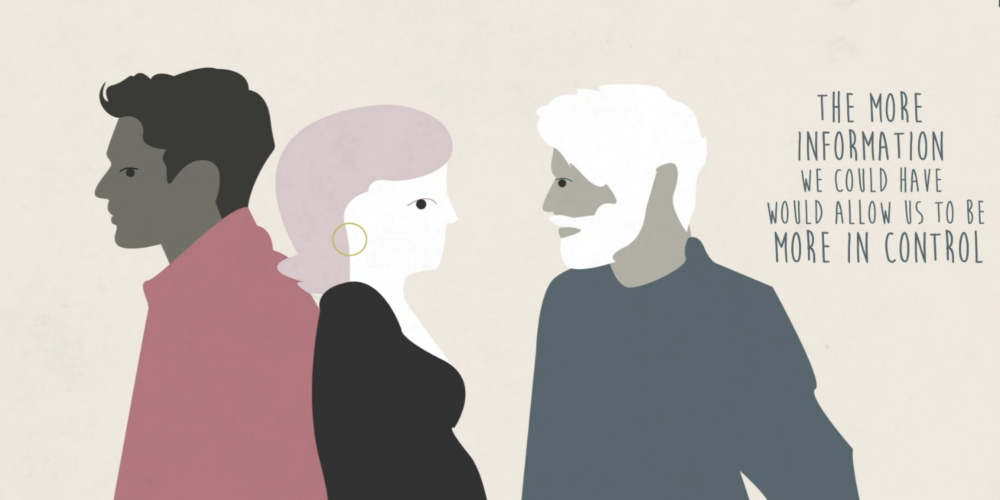 THE MORE
INFORMATION
WE COULD HAVE
WOULD ALLOW US TO BE
MORE IN CONTROL